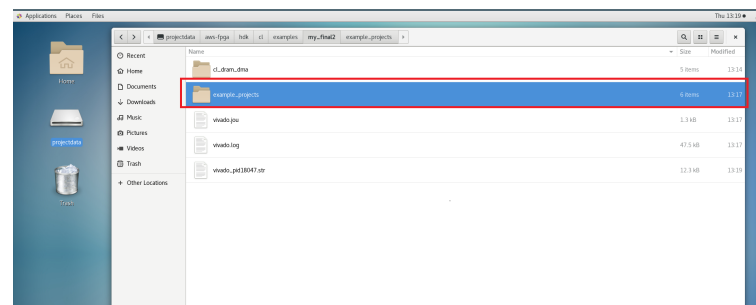 Applications Places Files Thu 13:19
projectdata aws-fpga hdk cl examples my_final2 example_projects
Name Size Modified
Recent
Home
Documents
Downloads
Music
Pictures
Videos
Trash
+ Other Locations
cl_dram_dma 5 items 13:14
example_projects 6 items 13:17
vivado.jou 1.3 kB 13:17
vivado.log 47.5 kB 13:17
vivado_pid18047.str 12.3 kB 13:19
Home
projectdata
Trash